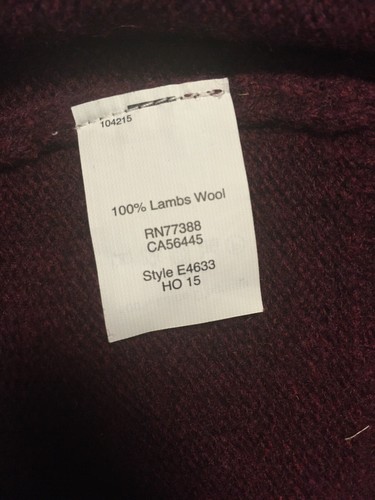 104215
100% Lambs Wool
RN77388
CA56445
Style E4633
HO 15